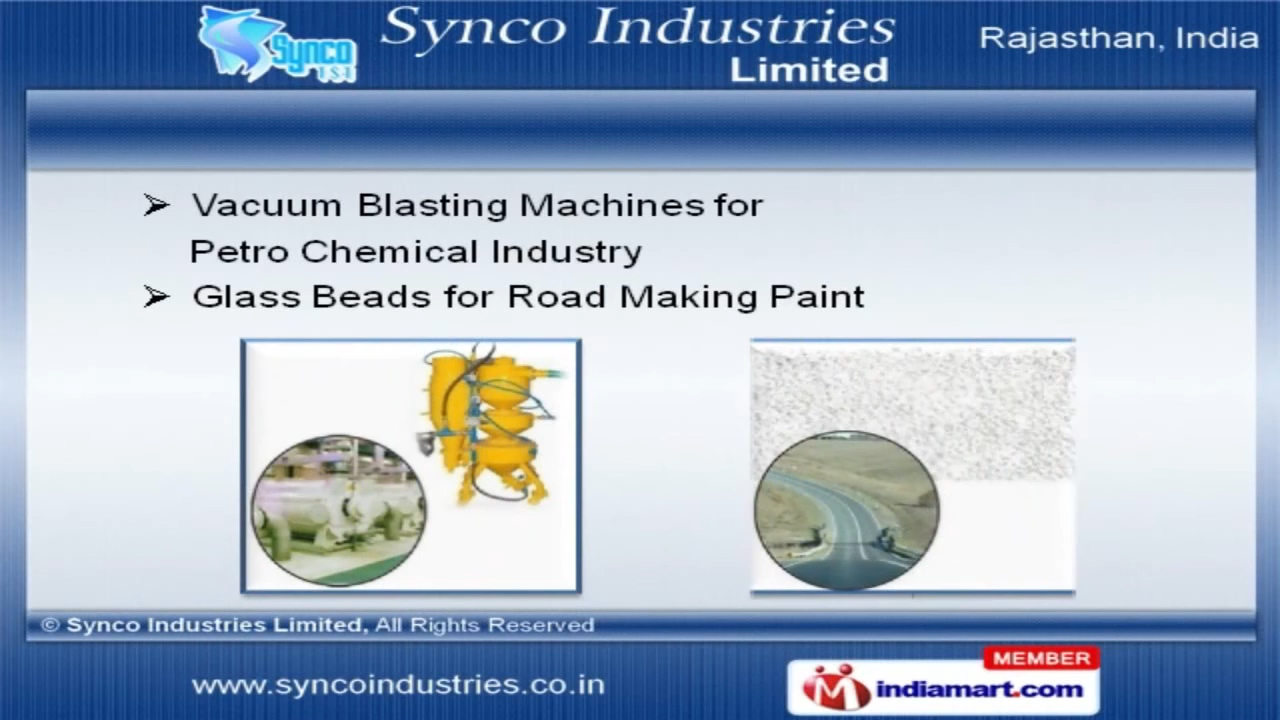 Synco Industries
Limited
Rajasthan, India
Synco
Vacuum Blasting Machines for
Petro Chemical Industry
Glass Beads for Road Making Paint
© Synco Industries Limited, All Rights Reserved
www.syncoindustries.co.in
MEMBER
indiamart.com